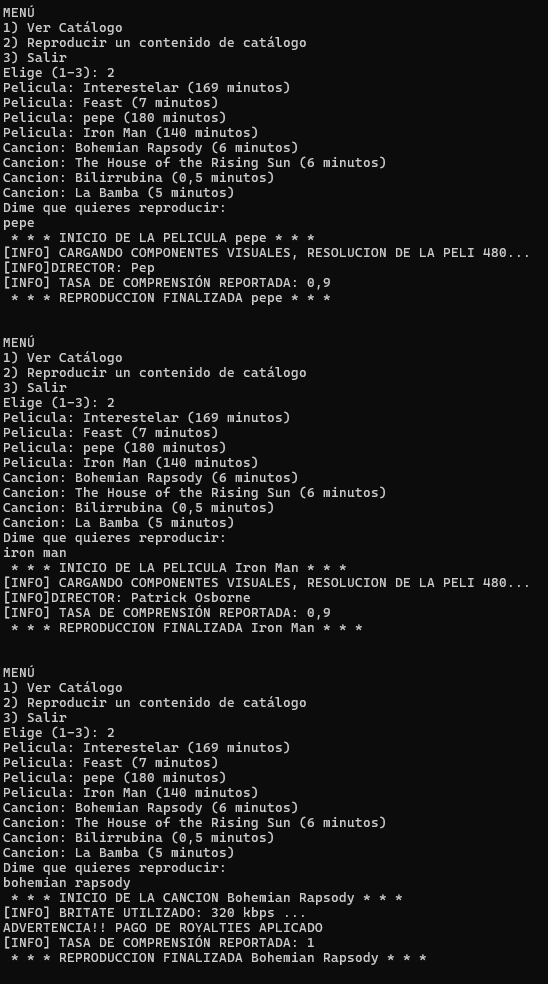 MENÚ
1) Ver Catálogo
2) Reproducir un contenido de catálogo
3) Salir
Elige (1-3): 2
Pelicula: Interestelar (169 minutos)
Pelicula: Feast (7 minutos)
Pelicula: pepe (180 minutos)
Pelicula: Iron Man (140 minutos)
Cancion: Bohemian Rapsody (6 minutos)
Cancion: The House of the Rising Sun (6 minutos)
Cancion: Bilirrubina (0,5 minutos)
Cancion: La Bamba (5 minutos)
Dime que quieres reproducir:
pepe
* * * INICIO DE LA PELICULA pepe * * *
[INFO] CARGANDO COMPONENTES VISUALES, RESOLUCION DE LA PELI 480...
[INFO]DIRECTOR: Pep
[INFO] TASA DE COMPRENSIÓN REPORTADA: 0,9
* * * REPRODUCCION FINALIZADA pepe * * *
MENÚ
1) Ver Catálogo
2) Reproducir un contenido de catálogo
3) Salir
Elige (1-3): 2
Pelicula: Interestelar (169 minutos)
Pelicula: Feast (7 minutos)
Pelicula: pepe (180 minutos)
Pelicula: Iron Man (140 minutos)
Cancion: Bohemian Rapsody (6 minutos)
Cancion: The House of the Rising Sun (6 minutos)
Cancion: Bilirrubina (0,5 minutos)
Cancion: La Bamba (5 minutos)
Dime que quieres reproducir:
iron man
* * * INICIO DE LA PELICULA Iron Man * * *
[INFO] CARGANDO COMPONENTES VISUALES, RESOLUCION DE LA PELI 480...
[INFO]DIRECTOR: Patrick Osborne
[INFO] TASA DE COMPRENSIÓN REPORTADA: 0,9
* * * REPRODUCCION FINALIZADA Iron Man * * *
MENÚ
1) Ver Catálogo
2) Reproducir un contenido de catálogo
3) Salir
Elige (1-3): 2
Pelicula: Interestelar (169 minutos)
Pelicula: Feast (7 minutos)
Pelicula: pepe (180 minutos)
Pelicula: Iron Man (140 minutos)
Cancion: Bohemian Rapsody (6 minutos)
Cancion: The House of the Rising Sun (6 minutos)
Cancion: Bilirrubina (0,5 minutos)
Cancion: La Bamba (5 minutos)
Dime que quieres reproducir:
bohemian rapsody
* * * INICIO DE LA CANCION Bohemian Rapsody * * *
[INFO] BRITATE UTILIZADO: 320 kbps ...
ADVERTENCIA!! PAGO DE ROYALTIES APLICADO
[INFO] TASA DE COMPRENSIÓN REPORTADA: 1
* * * REPRODUCCION FINALIZADA Bohemian Rapsody * * *